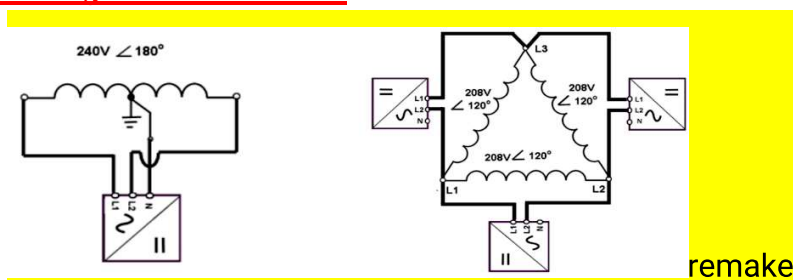 240V ∠ 180°
L1 L2 N
L3
208V
∠ 120°
208V
∠ 120°
L1
L2
N
L1
L2
N
208V ∠ 120°
L1
L2
L1 L2 N
remake